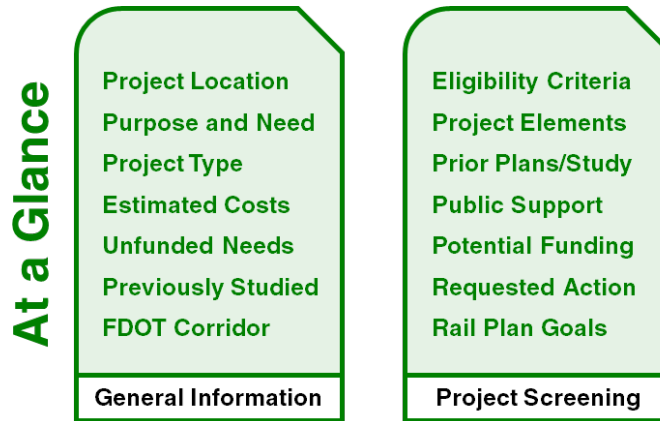 At a Glance
Project Location
Purpose and Need
Project Type
Estimated Costs
Unfunded Needs
Previously Studied
FDOT Corridor
General Information
Eligibility Criteria
Project Elements
Prior Plans/Study
Public Support
Potential Funding
Requested Action
Rail Plan Goals
Project Screening